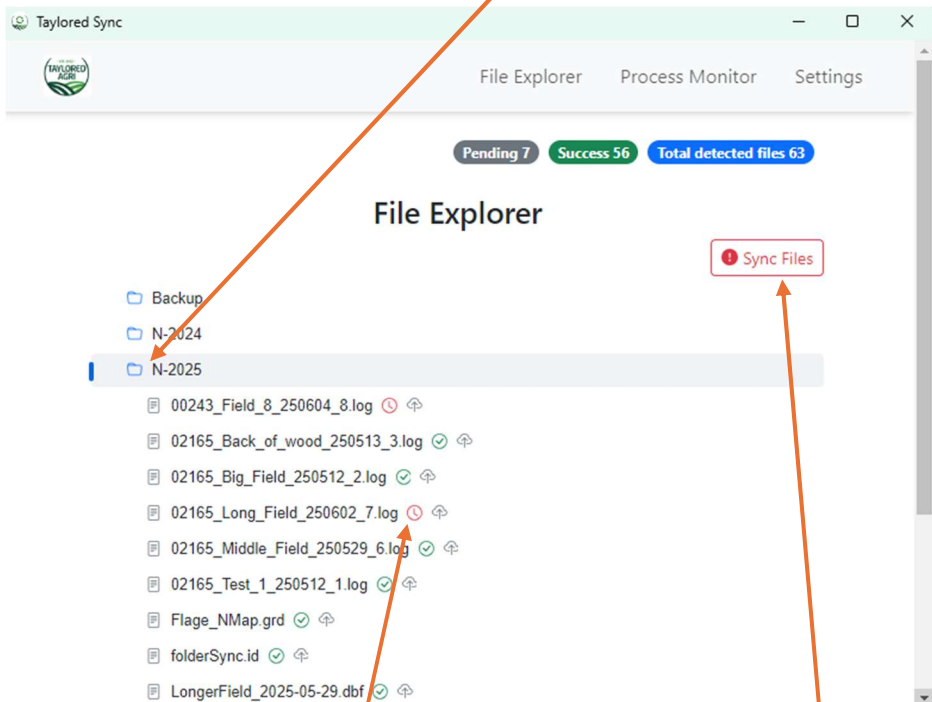 Taylored Sync
TAYLORED
AGRI
File Explorer Process Monitor Settings
Pending 7 Success 56 Total detected files 63
File Explorer
Sync Files
Backup
N-2024
N-2025
00243_Field_8_250604_8.log
02165_Back_of_wood_250513_3.log
02165_Big_Field_250512_2.log
02165_Long_Field_250602_7.log
02165_Middle_Field_250529_6.log
02165_Test_1_250512_1.log
Flage_NMap.grd
folderSync.id
LongerField_2025-05-29.dbf